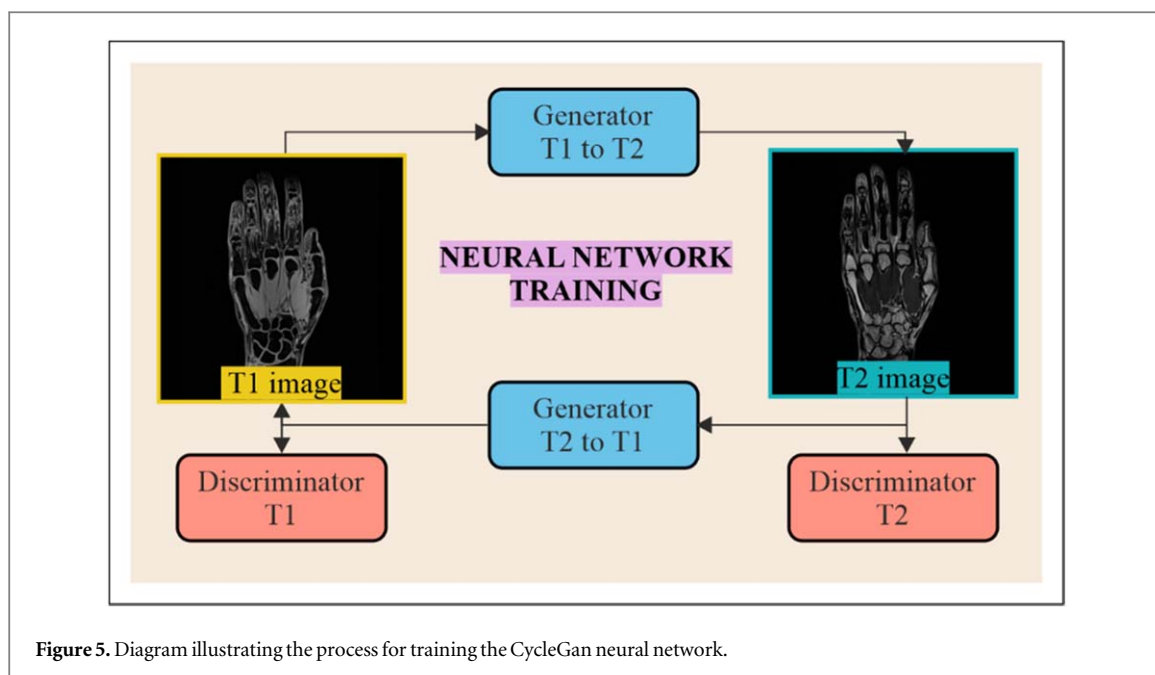 Generator
T1 to T2
NEURAL NETWORK
TRAINING
T1 image
T2 image
Generator
T2 to T1
Discriminator
T1
Discriminator
T2
Figure 5. Diagram illustrating the process for training the CycleGan neural network.